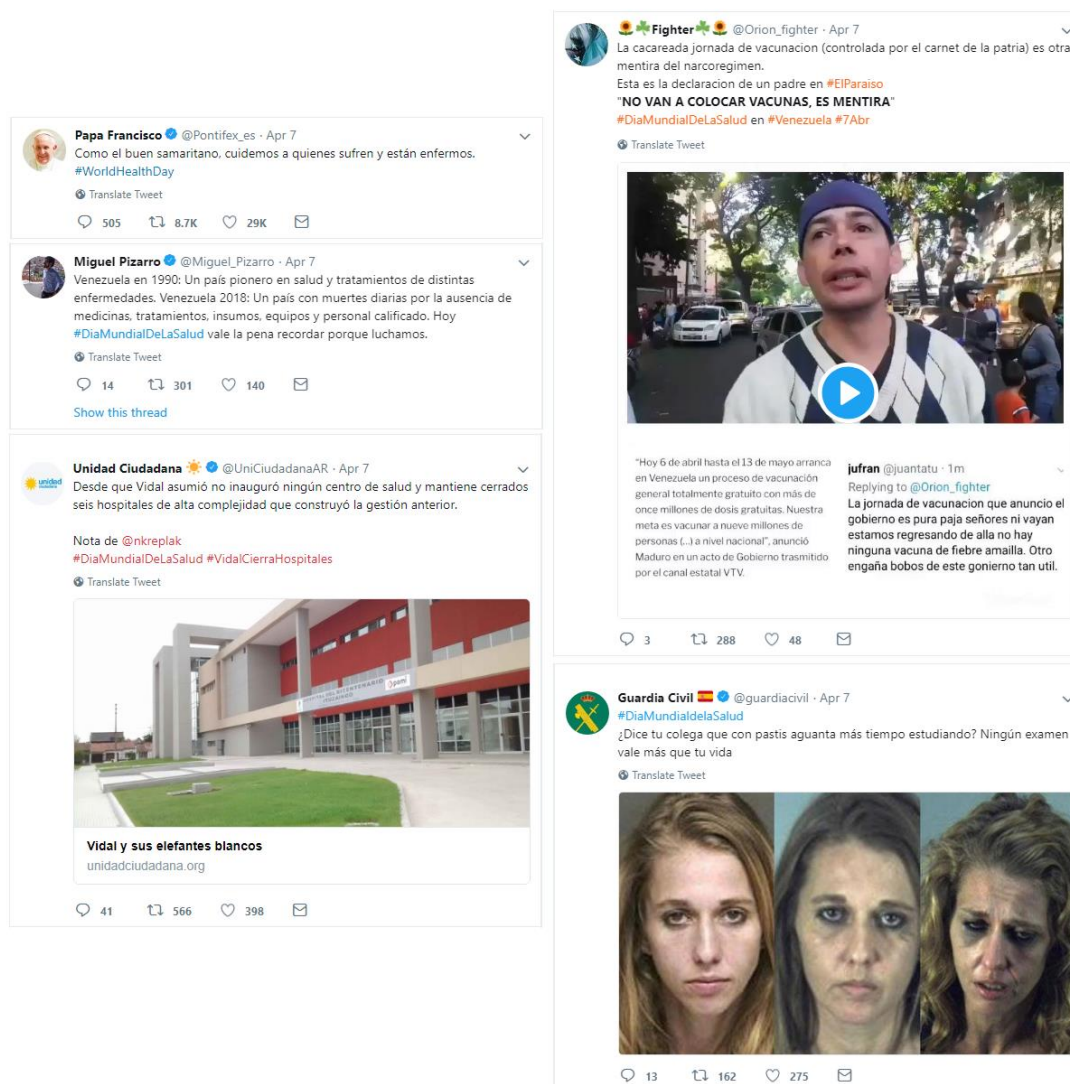 Papa Francisco @Pontifex_es · Apr 7
Como el buen samaritano, cuidemos a quienes sufren y están enfermos.
#WorldHealthDay
Translate Tweet
505 8.7K 29K
Miguel Pizarro @Miguel_Pizarro · Apr 7
Venezuela en 1990: Un país pionero en salud y tratamientos de distintas
enfermedades. Venezuela 2018: Un país con muertes diarias por la ausencia de
medicinas, tratamientos, insumos, equipos y personal calificado. Hoy
#DiaMundialDeLaSalud vale la pena recordar porque luchamos.
Translate Tweet
14 301 140
Show this thread
unidad
Unidad Ciudadana @UniCiudadanaAR · Apr 7
Desde que Vidal asumió no inauguró ningún centro de salud y mantiene cerrados
seis hospitales de alta complejidad que construyó la gestión anterior.
Nota de @nkreplak
#DiaMundialDeLaSalud #VidalCierraHospitales
Translate Tweet
Vidal y sus elefantes blancos
unidadciudadana.org
41 566 398
Fighter @Orion_fighter · Apr 7
La cacareada jornada de vacunacion (controlada por el carnet de la patria) es otra
mentira del narcoregimen.
Esta es la declaracion de un padre en #ElParaiso
"NO VAN A COLOCAR VACUNAS, ES MENTIRA"
#DiaMundialDeLaSalud en #Venezuela #7Abr
Translate Tweet
"Hoy 6 de abril hasta el 13 de mayo arranca
en Venezuela un proceso de vacunación
general totalmente gratuito con más de
once millones de dosis gratuitas. Nuestra
meta es vacunar a nueve millones de
personas (...) a nivel nacional", anunció
Maduro en un acto de Gobierno trasmitido
por el canal estatal VTV.
jufran @juantatu · 1m
Replying to @Orion_fighter
La jornada de vacunacion que anuncio el
gobierno es pura paja señores ni vayan
estamos regresando de alla no hay
ninguna vacuna de fiebre amailla. Otro
engaña bobos de este gonierno tan util.
3 288 48
Guardia Civil @guardiacivil · Apr 7
#DiaMundialdelaSalud
¿Dice tu colega que con pastis aguanta más tiempo estudiando? Ningún examen
vale más que tu vida
Translate Tweet
13 162 275